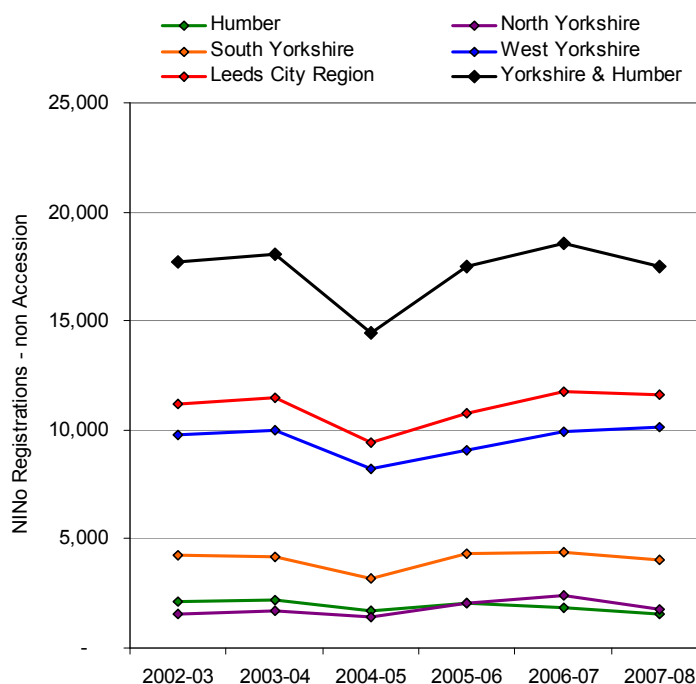 Humber North Yorkshire
South Yorkshire West Yorkshire
Leeds City Region Yorkshire & Humber
25,000
20,000
15,000
10,000
5,000
-
NINo Registrations - non Accession
2002-03 2003-04 2004-05 2005-06 2006-07 2007-08